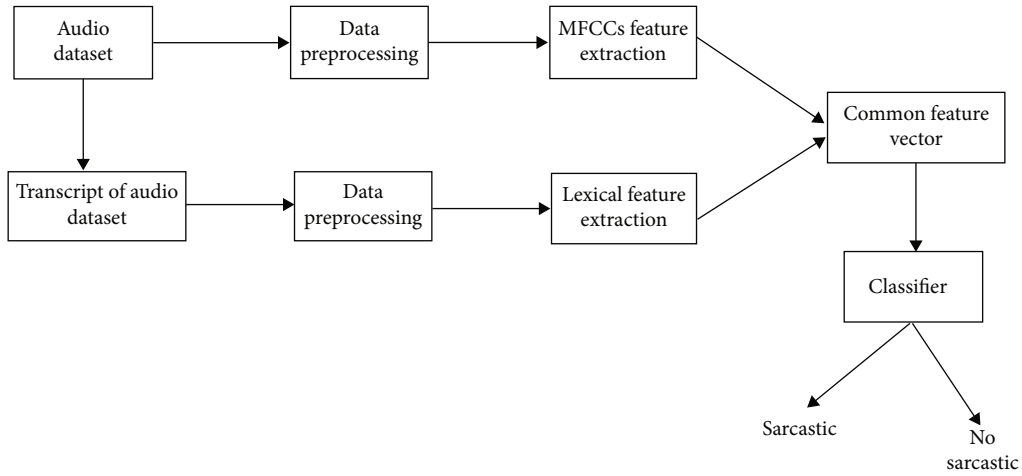 Audio
dataset
Data
preprocessing
MFCCs feature
extraction
Common feature
vector
Transcript of audio
dataset
Data
preprocessing
Lexical feature
extraction
Classifier
Sarcastic
No
sarcastic